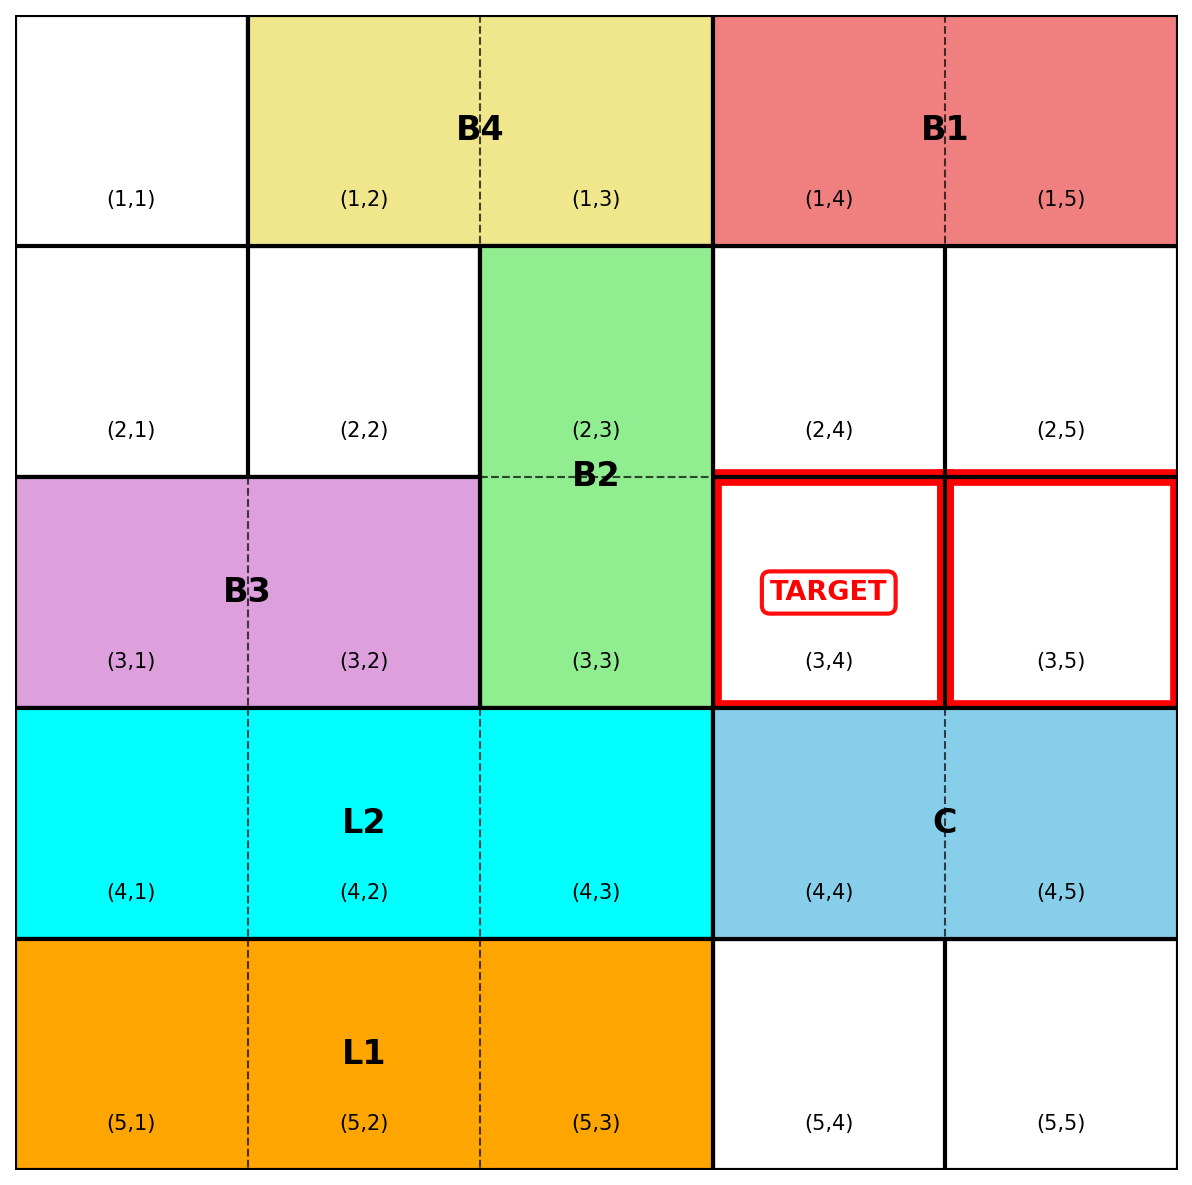 B4 B1
(1,1) (1,2) (1,3) (1,4) (1,5)
(2,1) (2,2) (2,3) (2,4) (2,5)
B2
B3 TARGET
(3,1) (3,2) (3,3) (3,4) (3,5)
L2 C
(4,1) (4,2) (4,3) (4,4) (4,5)
L1
(5,1) (5,2) (5,3) (5,4) (5,5)